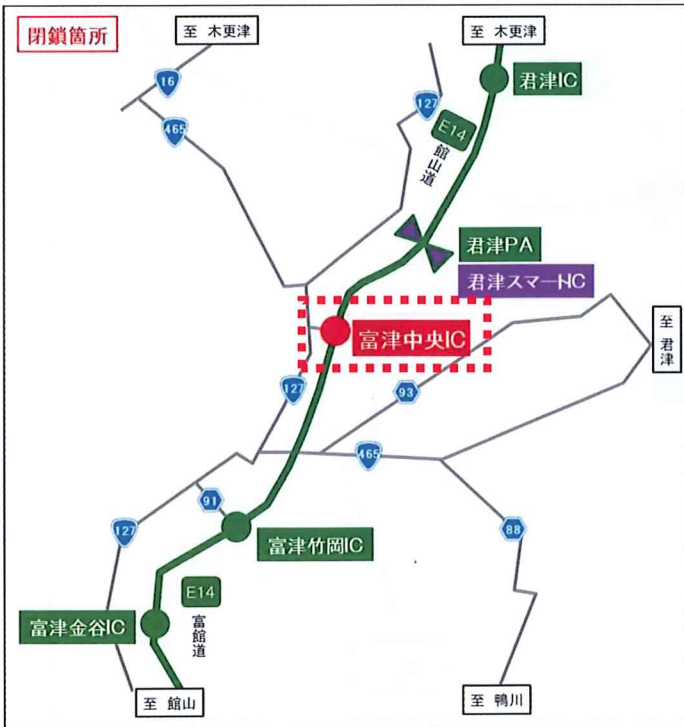 閉鎖箇所
至 木更津
至 木更津
16
君津IC
127
465
E14
館山道
君津PA
君津スマートIC
富津中央IC
至 君津
127
93
465
91
127
富津竹岡IC
88
E14
富館道
富津金谷IC
至 館山
至 鴨川